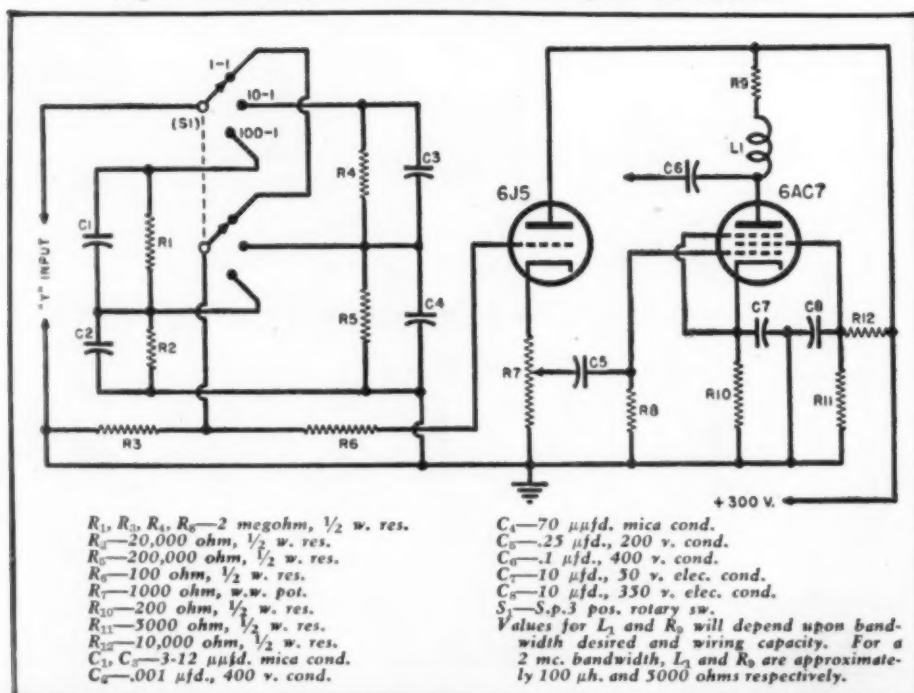 1-1
10-1
(S1)
100-1
R4
C3
R9
L1
C6
6J5
6AC7
C1
R1
"Y" INPUT
C2
R2
R5
C4
R7
C5
C7
C8
R12
R8
R10
R11
R3
R6
+300 V.
R₁, R₃, R₄, R₈—2 megohm, ½ w. res.
R₂—20,000 ohm, ½ w. res.
R₅—200,000 ohm, ½ w. res.
R₆—100 ohm, ½ w. res.
R₇—1000 ohm, w.w. pot.
R₁₀—200 ohm, ½ w. res.
R₁₁—5000 ohm, ½ w. res.
R₁₂—10,000 ohm, ½ w. res.
C₁, C₃—3-12 μμfd. mica cond.
C₂—.001 μfd., 400 v. cond.
C₄—70 μμfd. mica cond.
C₅—.25 μfd., 200 v. cond.
C₆—.1 μfd., 400 v. cond.
C₇—10 μfd., 50 v. elec. cond.
C₈—10 μfd., 350 v. elec. cond.
S₁—S.p.3 pos. rotary sw.
Values for L₁ and R₉ will depend upon band-
width desired and wiring capacity. For a
2 mc. bandwidth, L₁ and R₉ are approximate-
ly 100 μh. and 5000 ohms respectively.